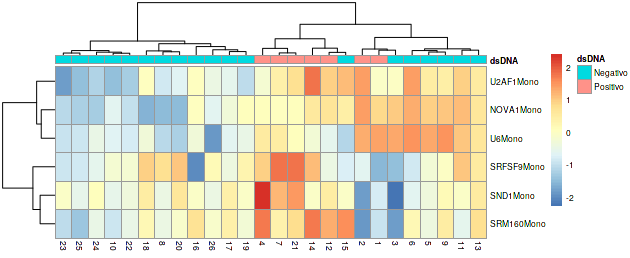 dsDNA
U2AF1Mono
NOVA1Mono
U6Mono
SRFSF9Mono
SND1Mono
SRM160Mono
23 25 24 10 22 18 8 20 16 26 17 19 4 7 21 14 12 15 2 1 3 6 5 9 11 13
2
1
0
-1
-2
dsDNA
Negativo
Positivo